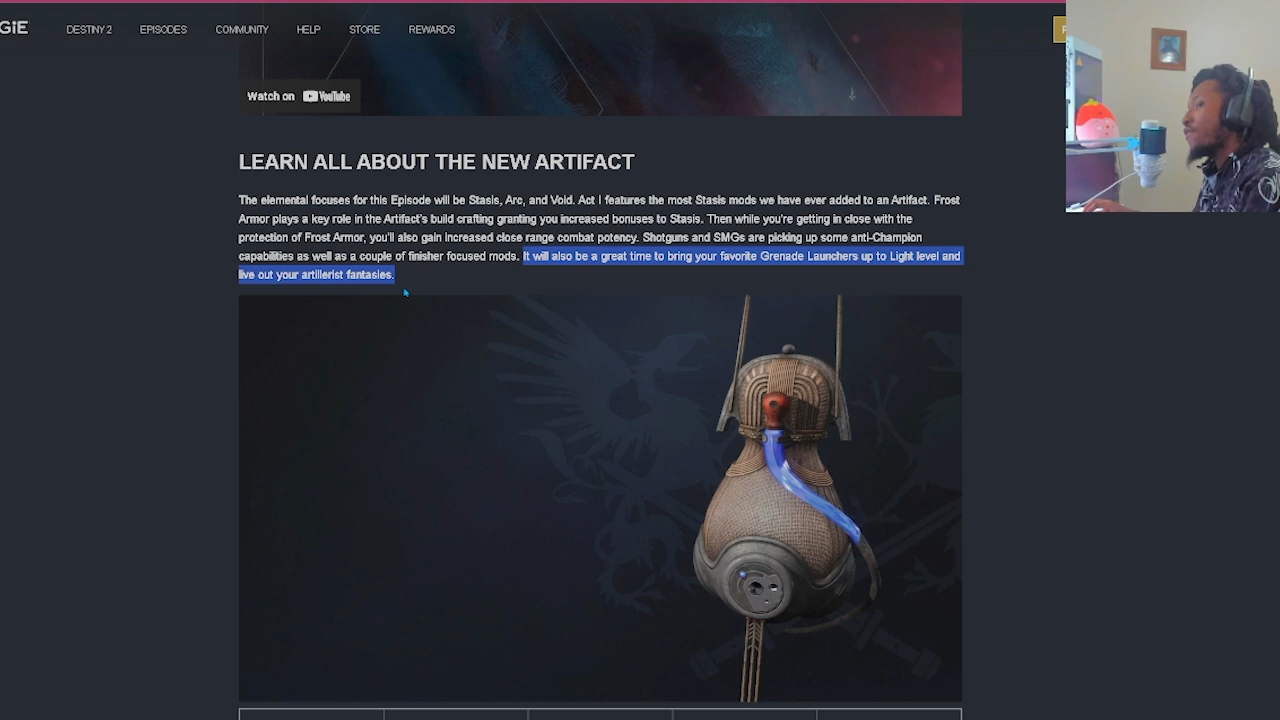 GiE
DESTINY 2 EPISODES COMMUNITY HELP STORE REWARDS
Watch on YouTube
LEARN ALL ABOUT THE NEW ARTIFACT
The elemental focuses for this Episode will be Stasis, Arc, and Void. Act I features the most Stasis mods we have ever added to an Artifact. Frost
Armor plays a key role in the Artifact's build crafting granting you increased bonuses to Stasis. Then while you're getting in close with the
protection of Frost Armor, you'll also gain increased close range combat potency. Shotguns and SMGs are picking up some anti-Champion
capabilities as well as a couple of finisher focused mods. It will also be a great time to bring your favorite Grenade Launchers up to Light level and
live out your artillerist fantasies.